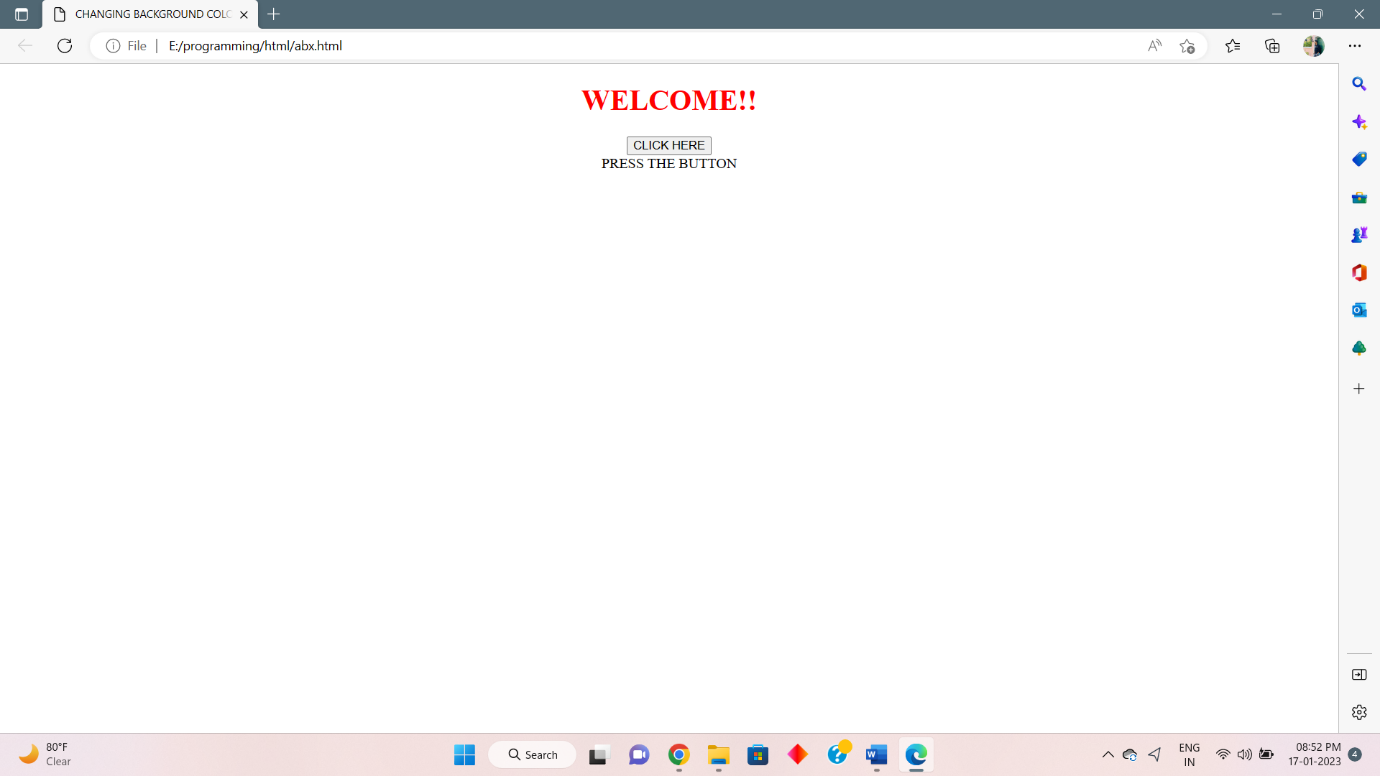 CHANGING BACKGROUND COLO
File
E:/programming/html/abx.html
WELCOME!!
CLICK HERE
PRESS THE BUTTON
80°F
Clear
Search
ENG
IN
08:52 PM
17-01-2023
4